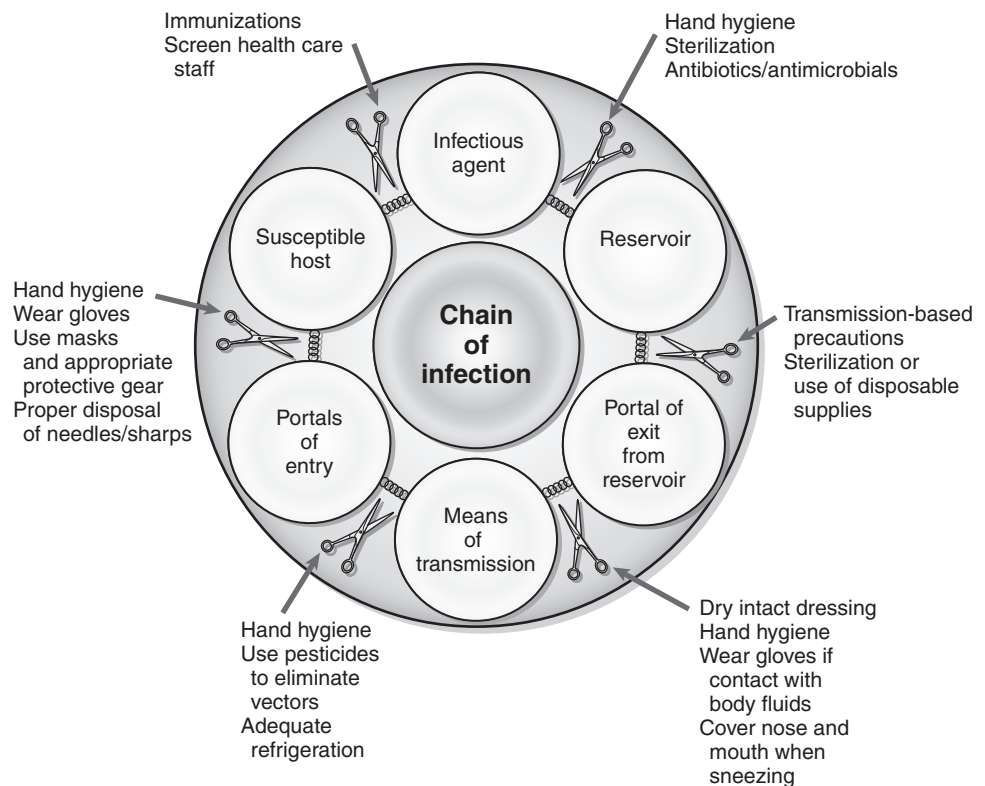 Immunizations
Screen health care
staff
Hand hygiene
Sterilization
Antibiotics/antimicrobials
Infectious
agent
Susceptible
host
Reservoir
Hand hygiene
Wear gloves
Use masks
and appropriate
protective gear
Proper disposal
of needles/sharps
Chain
of
infection
Transmission-based
precautions
Sterilization or
use of disposable
supplies
Portals
of
entry
Portal of
exit
from
reservoir
Means
of
transmission
Hand hygiene
Use pesticides
to eliminate
vectors
Adequate
refrigeration
Dry intact dressing
Hand hygiene
Wear gloves if
contact with
body fluids
Cover nose and
mouth when
sneezing